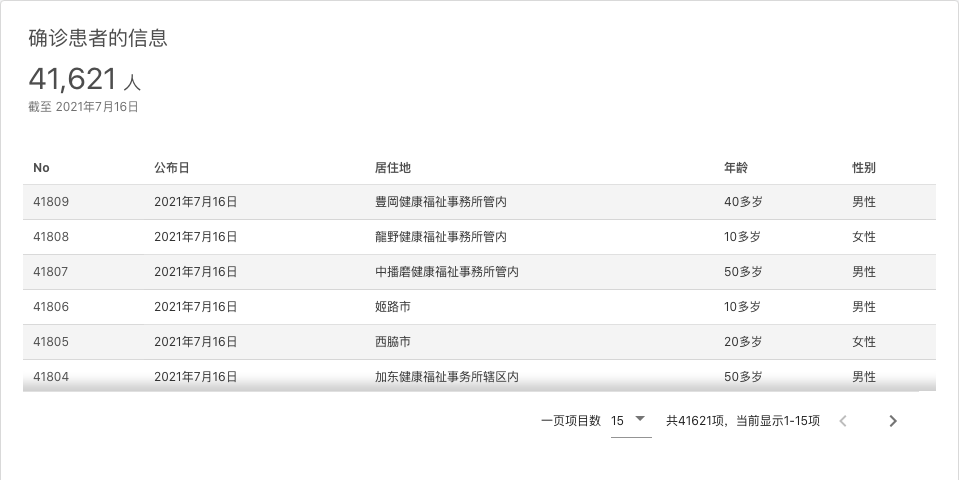 确诊患者的信息
41,621 人
截至 2021年7月16日
No 公布日 居住地 年龄 性别
41809 2021年7月16日 豊岡健康福祉事務所管内 40多岁 男性
41808 2021年7月16日 龍野健康福祉事務所管内 10多岁 女性
41807 2021年7月16日 中播磨健康福祉事務所管内 50多岁 男性
41806 2021年7月16日 姫路市 10多岁 男性
41805 2021年7月16日 西脇市 20多岁 女性
41804 2021年7月16日 加东健康福祉事务所辖区内 50多岁 男性
一页项目数 15 共41621项，当前显示1-15项